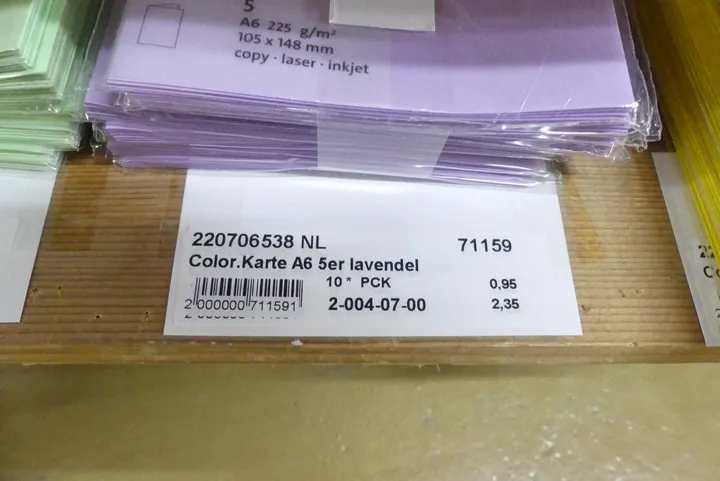 5
A6 225 g/m²
105 x 148 mm
copy · laser · inkjet
220706538 NL 71159
Color.Karte A6 5er lavendel
10 * PCK 0,95
2 000000 711591 2-004-07-00 2,35